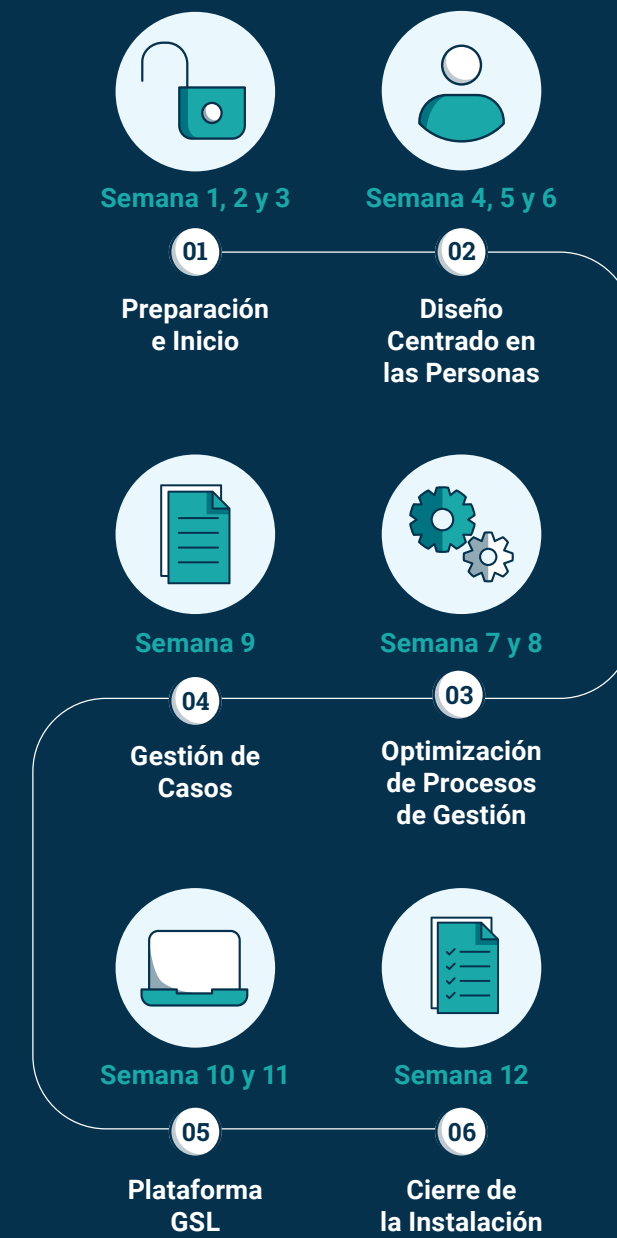 Semana 1, 2 y 3
01
Preparación
e Inicio
Semana 4, 5 y 6
02
Diseño
Centrado en
las Personas
Semana 7 y 8
03
Optimización
de Procesos
de Gestión
Semana 9
04
Gestión de
Casos
Semana 10 y 11
05
Plataforma
GSL
Semana 12
06
Cierre de
la Instalación